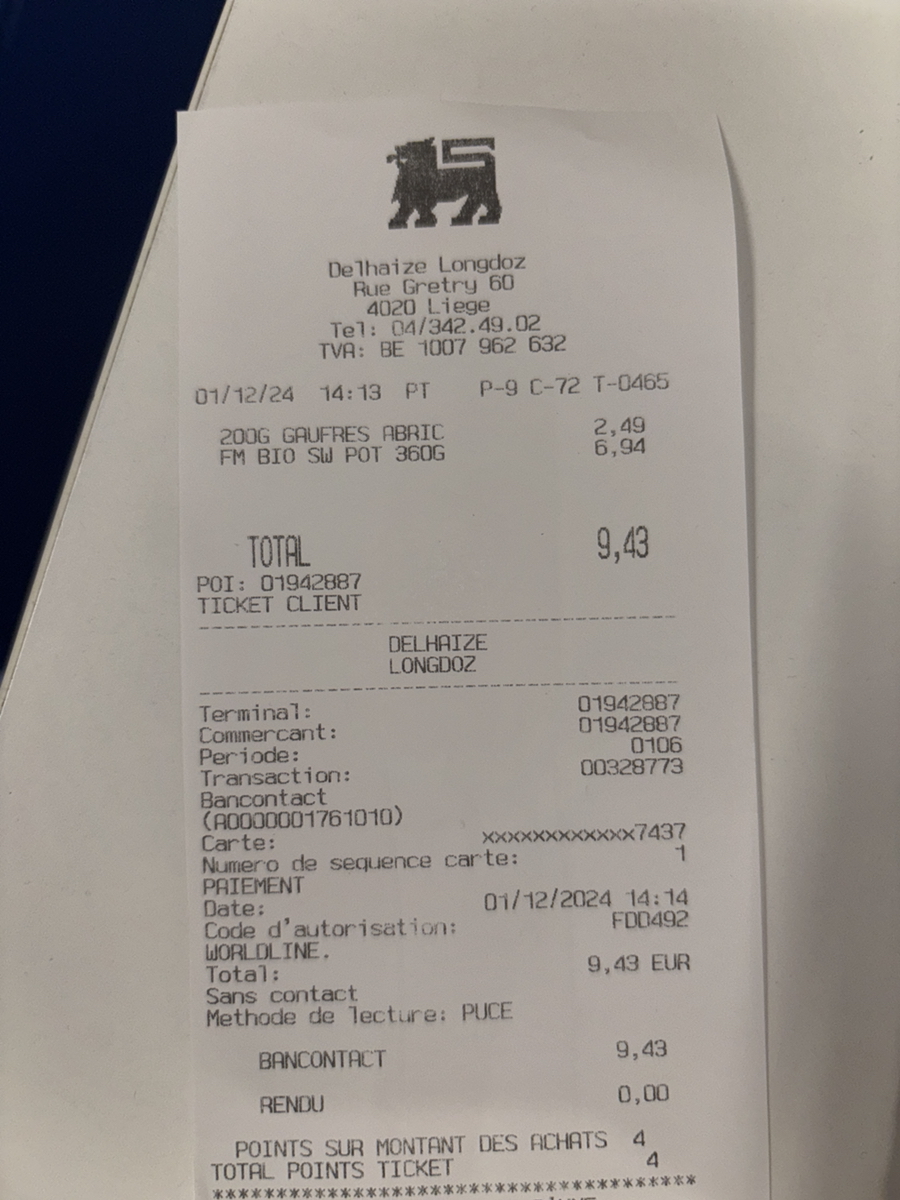 Delhaize Longdoz
Rue Gretry 60
4020 Liege
Tel: 04/342.49.02
TVA: BE 1007 962 632
01/12/24 14:13 PT P-9 C-72 T-0465
200G GAUFRES ABRIC 2,49
FM BIO SW POT 360G 6,94
TOTAL 9,43
POI: 01942887
TICKET CLIENT
DELHAIZE
LONGDOZ
Terminal: 01942887
Commercant: 01942887
Periode: 0106
Transaction: 00328773
Bancontact
(A0000001761010)
Carte: xxxxxxxxxxxx7437
Numero de sequence carte: 1
PAIEMENT
Date: 01/12/2024 14:14
Code d'autorisation: FDD492
WORLDLINE.
Total: 9,43 EUR
Sans contact
Methode de lecture: PUCE
BANCONTACT 9,43
RENDU 0,00
POINTS SUR MONTANT DES ACHATS 4
TOTAL POINTS TICKET 4
**************************************